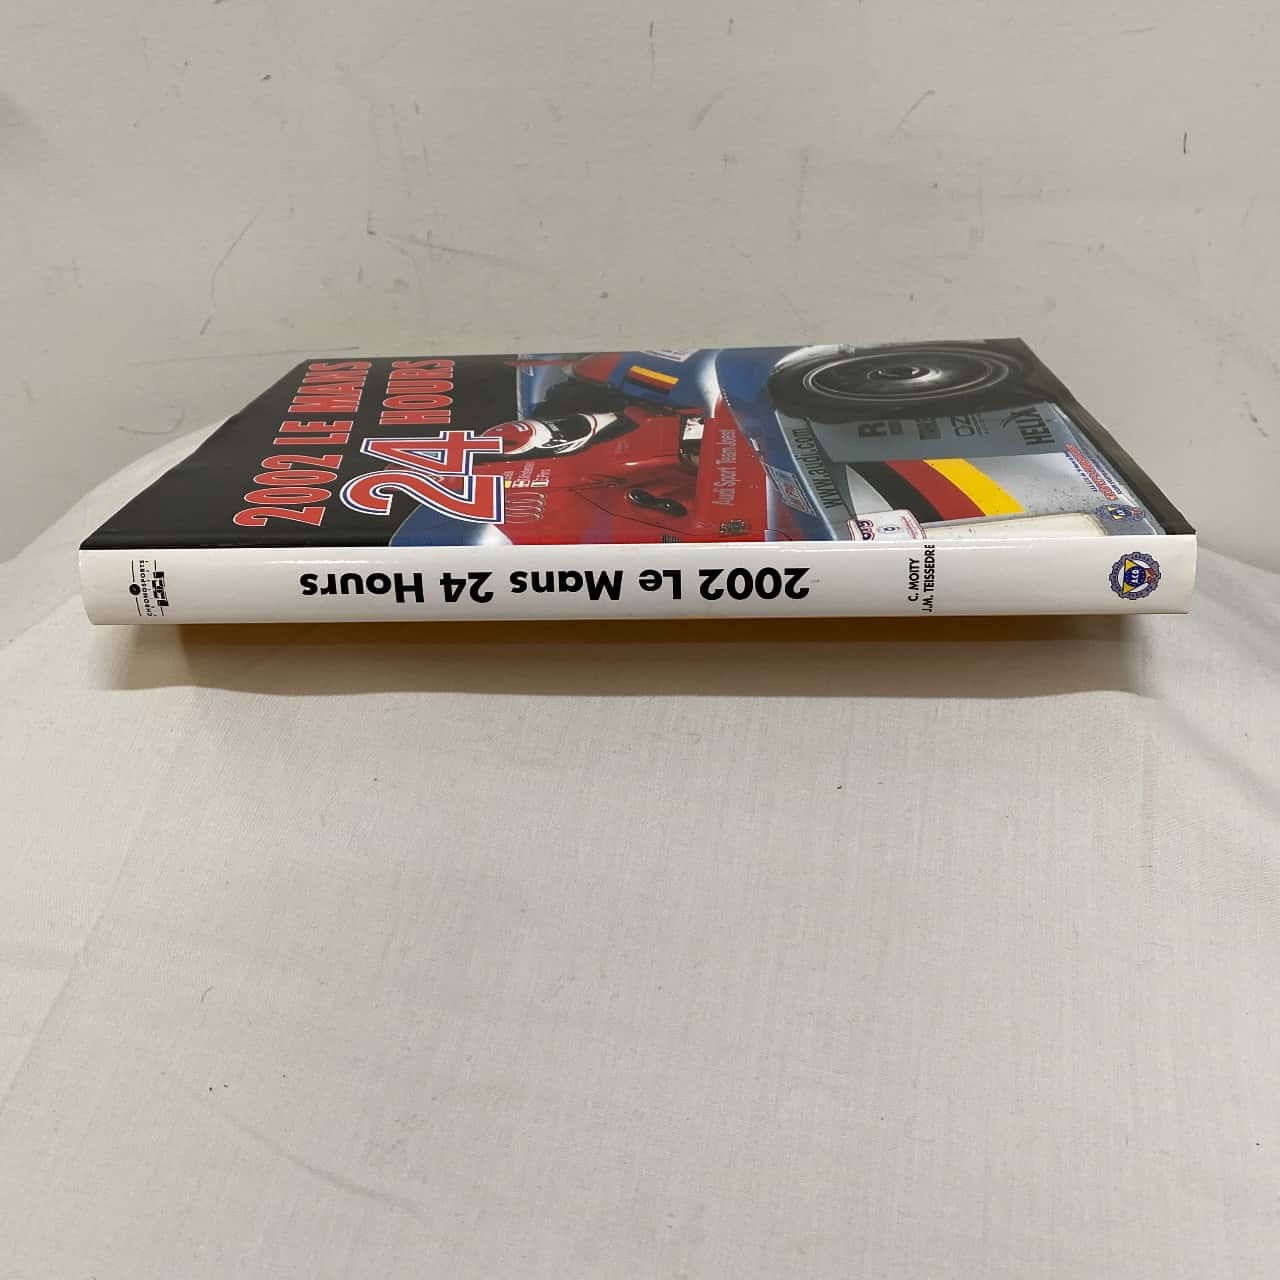 2002 LE MANS
24 HOURS
Audi Sport Team Joest
www.audi.com
OZ
HELIX
2002 Le Mans 24 Hours
C. MOITY
J.M. TEISSEDRE
ACO
CHRONOSPORTS